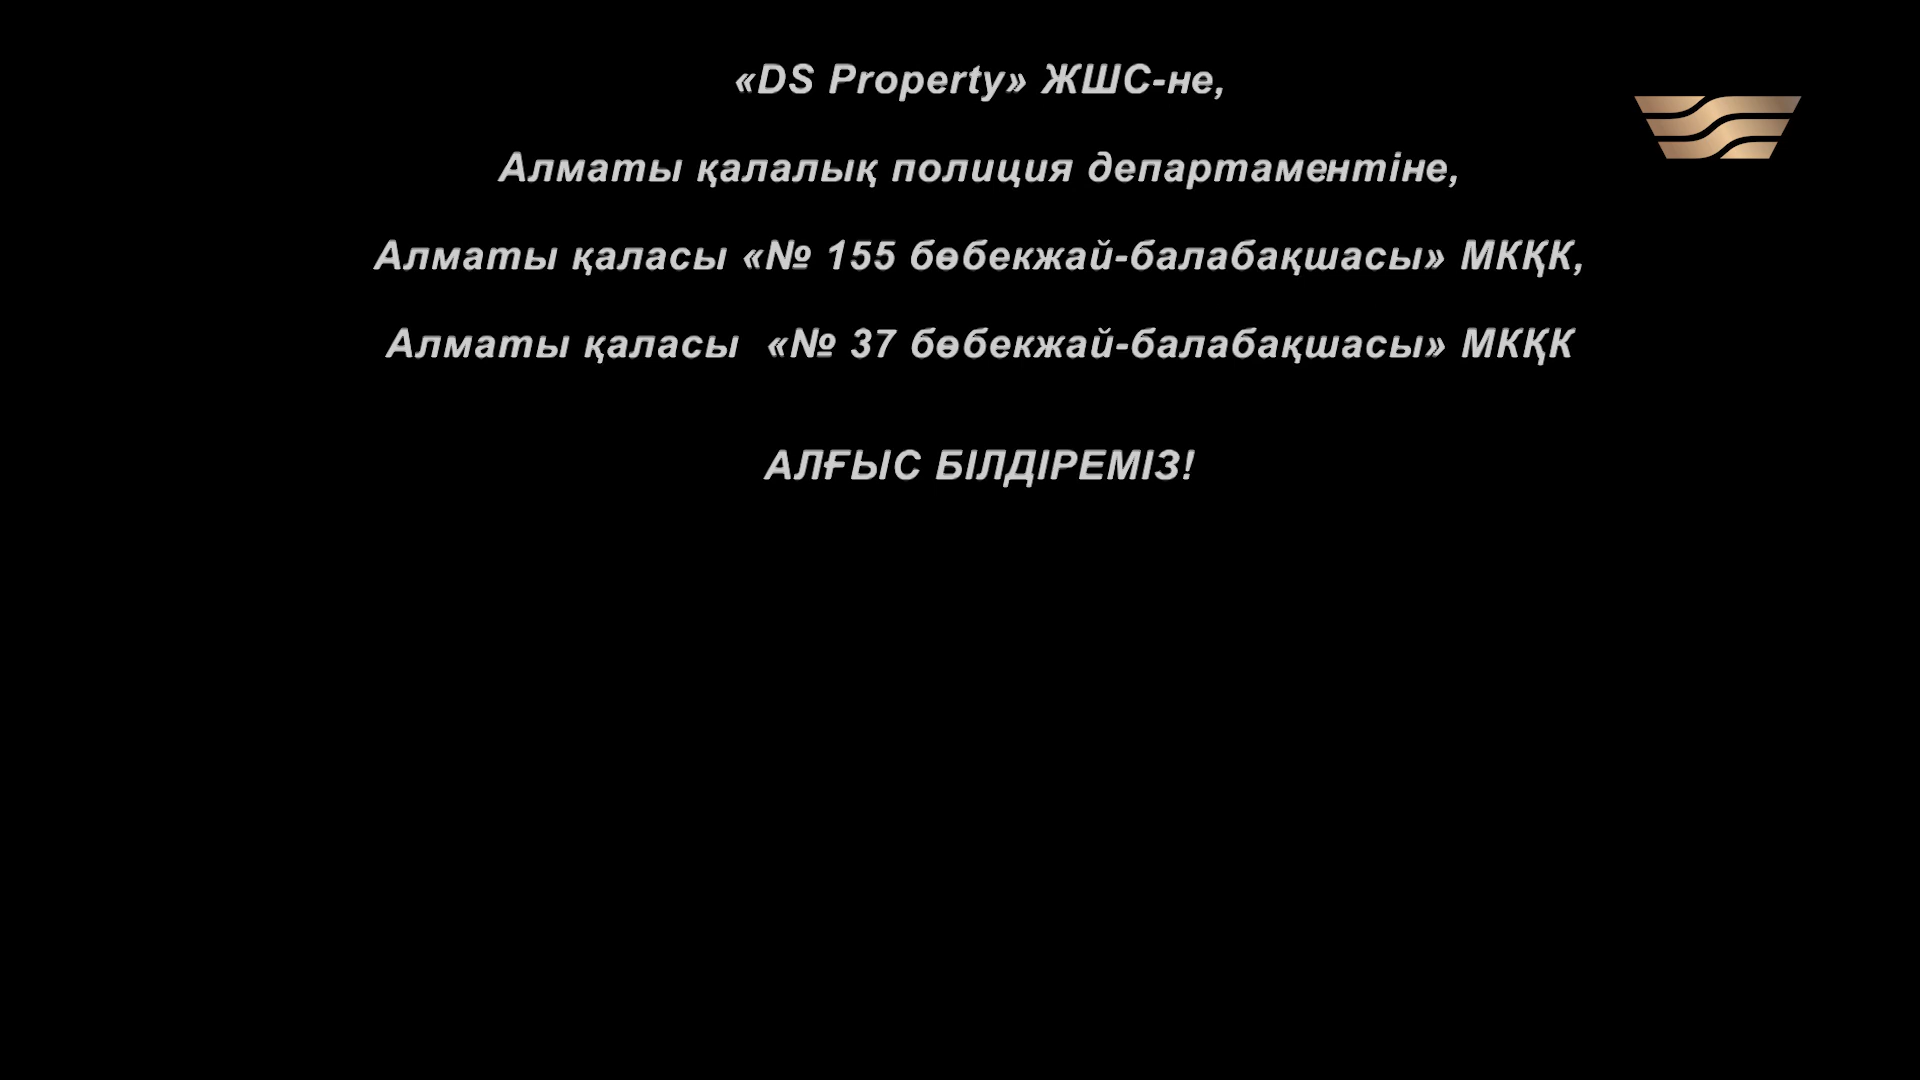 «DS Property» ЖШС-не,
Алматы қалалық полиция департаментіне,
Алматы қаласы «№ 155 бөбекжай-балабақшасы» МКҚК,
Алматы қаласы «№ 37 бөбекжай-балабақшасы» МКҚК
АЛҒЫС БІЛДІРЕМІЗ!